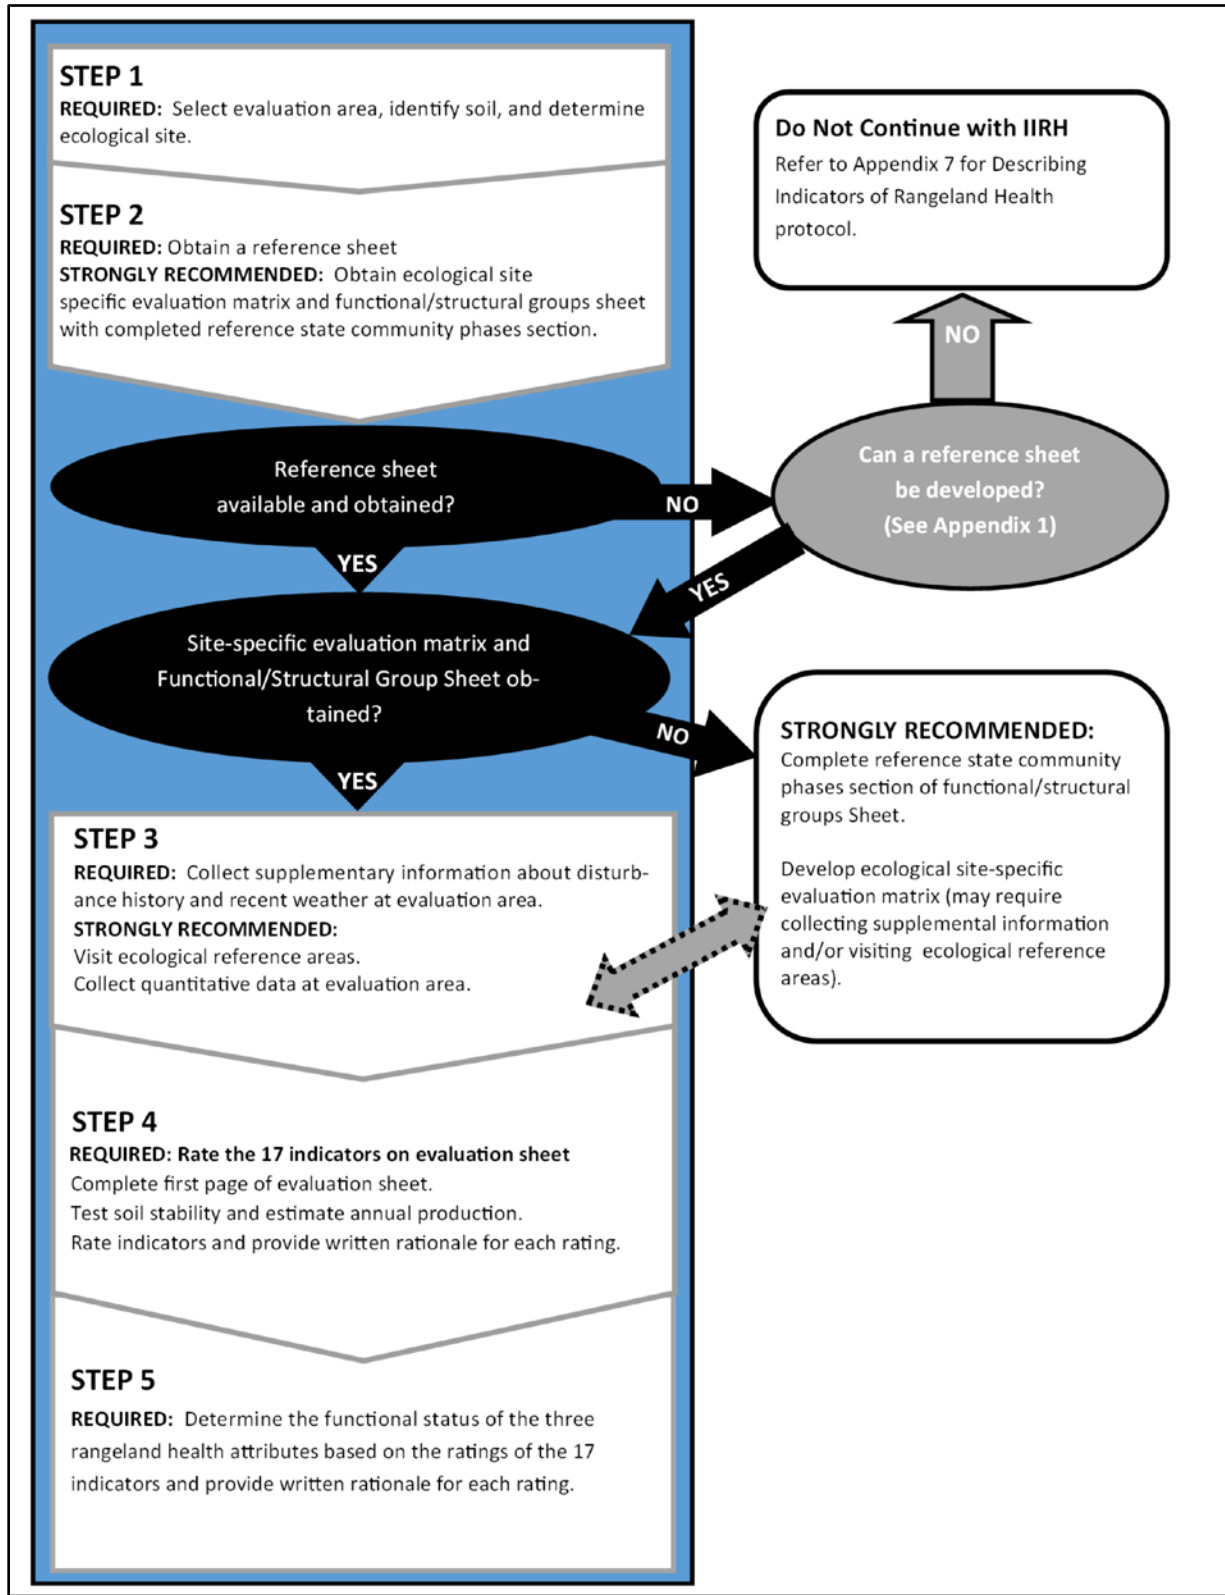 STEP 1
REQUIRED: Select evaluation area, identify soil, and determine
ecological site.
STEP 2
REQUIRED: Obtain a reference sheet
STRONGLY RECOMMENDED: Obtain ecological site
specific evaluation matrix and functional/structural groups sheet
with completed reference state community phases section.
Do Not Continue with IIRH
Refer to Appendix 7 for Describing
Indicators of Rangeland Health
protocol.
NO
Reference sheet
available and obtained?
NO
Can a reference sheet
be developed?
(See Appendix 1)
YES
YES
Site-specific evaluation matrix and
Functional/Structural Group Sheet ob-
tained?
NO
YES
STRONGLY RECOMMENDED:
Complete reference state community
phases section of functional/structural
groups Sheet.
Develop ecological site-specific
evaluation matrix (may require
collecting supplemental information
and/or visiting ecological reference
areas).
STEP 3
REQUIRED: Collect supplementary information about disturb-
ance history and recent weather at evaluation area.
STRONGLY RECOMMENDED:
Visit ecological reference areas.
Collect quantitative data at evaluation area.
STEP 4
REQUIRED: Rate the 17 indicators on evaluation sheet
Complete first page of evaluation sheet.
Test soil stability and estimate annual production.
Rate indicators and provide written rationale for each rating.
STEP 5
REQUIRED: Determine the functional status of the three
rangeland health attributes based on the ratings of the 17
indicators and provide written rationale for each rating.